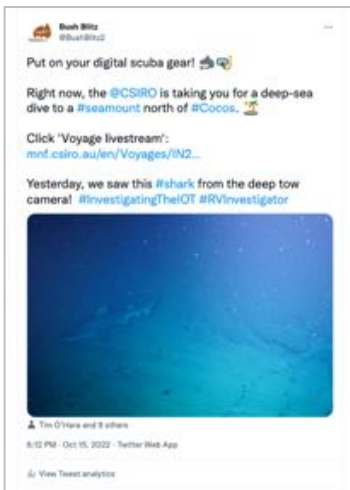 Bush Blitz
@BushBlitz2
Put on your digital scuba gear!
Right now, the @CSIRO is taking you for a deep-sea
dive to a #seamount north of #Cocos.
Click 'Voyage livestream':
mnf.csiro.au/en/Voyages/IN2...
Yesterday, we saw this #shark from the deep tow
camera! #InvestigatingTheIOT #RVInvestigator
Tim O'Hara and 9 others
6:12 PM · Oct 15, 2022 · Twitter Web App
View Tweet analytics